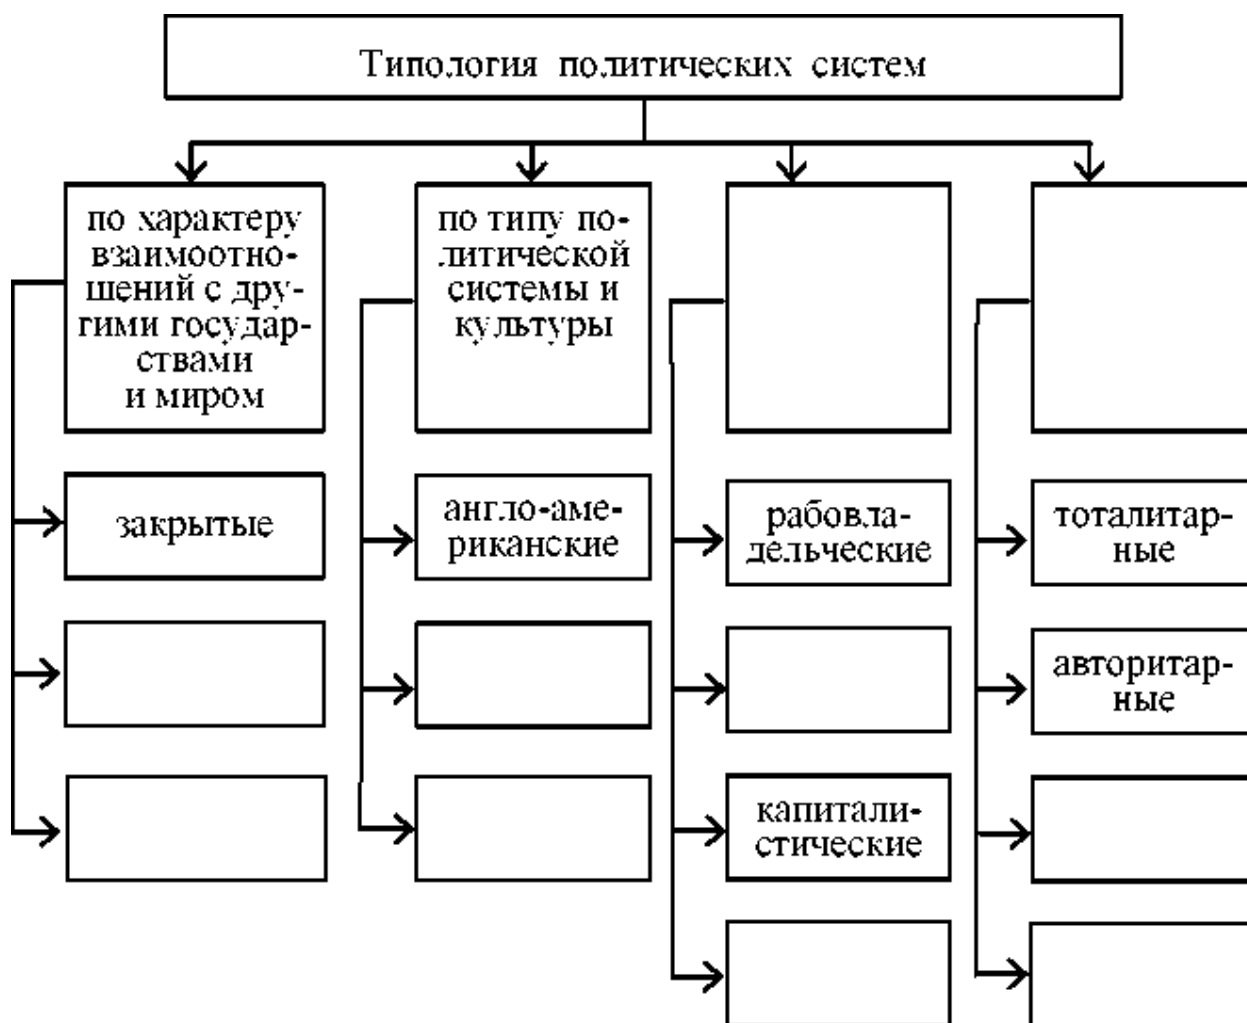 Типология политических систем
по характеру
взаимоотно-
шений с дру-
гими государ-
ствами
и миром
по типу по-
литической
системы и
культуры
закрытые
англо-аме-
риканские
рабовла-
дельческие
тоталитар-
ные
авторитар-
ные
капитали-
стические